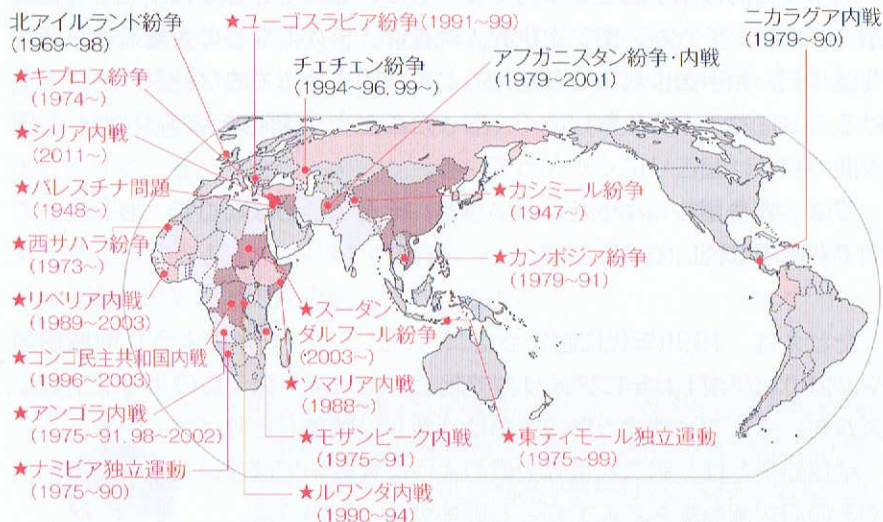 北アイルランド紛争
(1969~98)
★ユーゴスラビア紛争(1991~99)
ニカラグア内戦
(1979~90)
★キプロス紛争
(1974~)
チェチェン紛争
(1994~96,99~)
アフガニスタン紛争・内戦
(1979~2001)
★シリア内戦
(2011~)
★パレスチナ問題
(1948~)
★カシミール紛争
(1947~)
★西サハラ紛争
(1973~)
★カンボジア紛争
(1979~91)
★リベリア内戦
(1989~2003)
★スーダン
ダルフール紛争
(2003~)
★コンゴ民主共和国内戦
(1996~2003)
★ソマリア内戦
(1988~)
★アンゴラ内戦
(1975~91,98~2002)
★モザンビーク内戦
(1975~91)
★東ティモール独立運動
(1975~99)
★ナミビア独立運動
(1975~90)
★ルワンダ内戦
(1990~94)